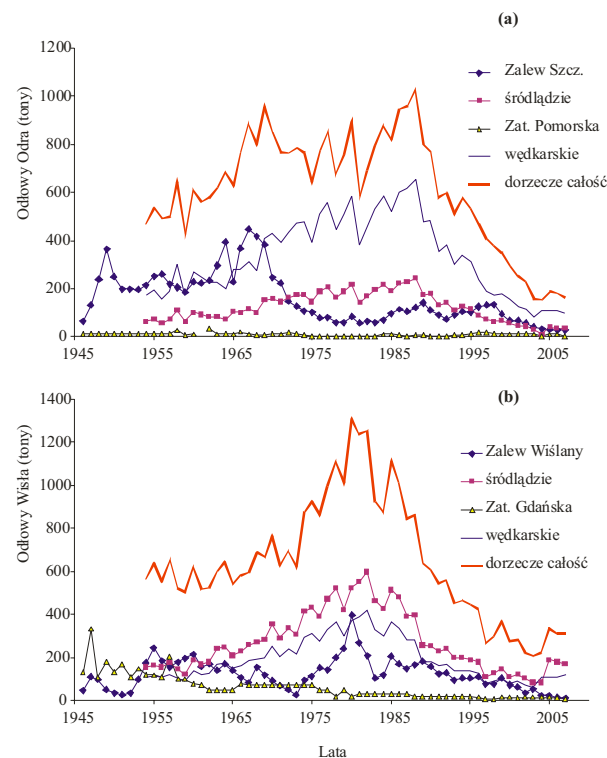 (a)
Odłowy Odra (tony)
1200
1000
800
600
400
200
0
Zalew Szcz.
śródlądzie
Zat. Pomorska
wędkarskie
dorzecze całość
1945 1955 1965 1975 1985 1995 2005
(b)
Odłowy Wisła (tony)
1400
1200
1000
800
600
400
200
0
Zalew Wiślany
śródlądzie
Zat. Gdańska
wędkarskie
dorzecze całość
1945 1955 1965 1975 1985 1995 2005
Lata